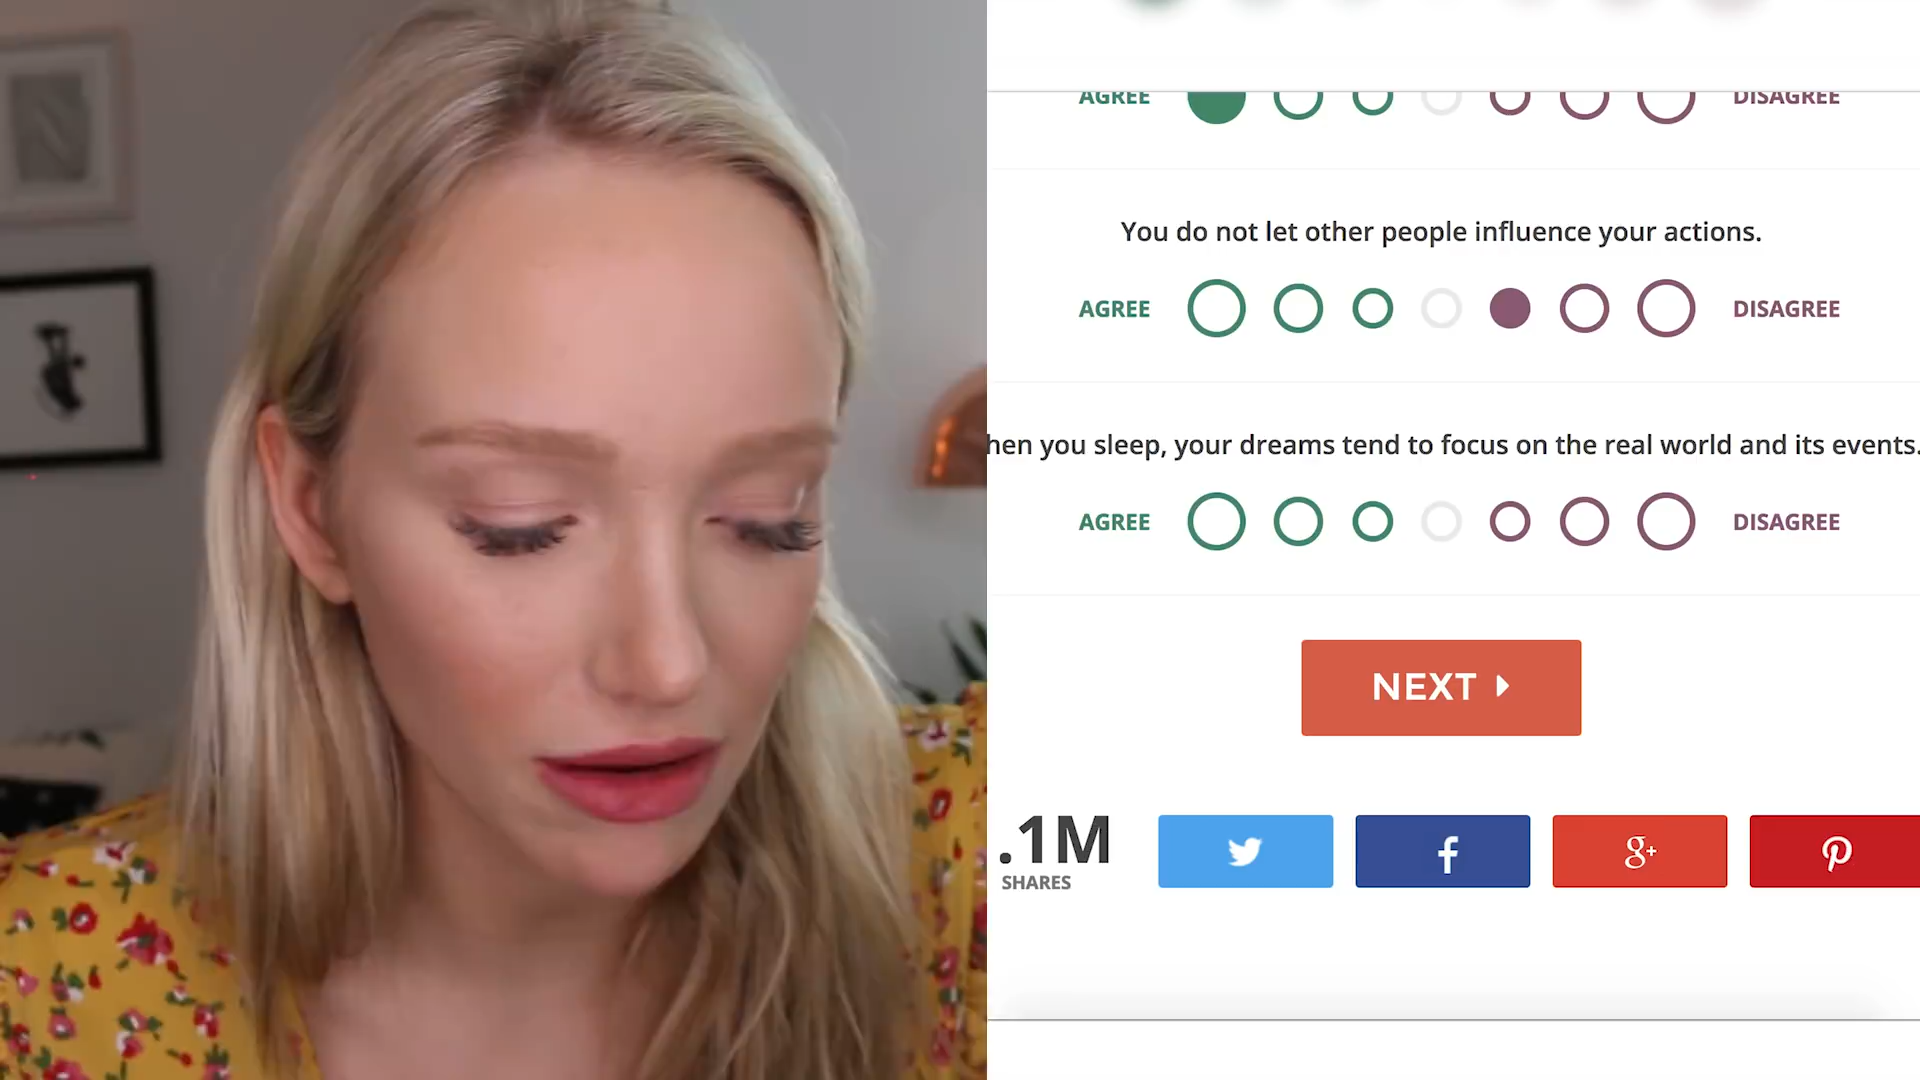 AGREE DISAGREE
You do not let other people influence your actions.
AGREE DISAGREE
hen you sleep, your dreams tend to focus on the real world and its events.
AGREE DISAGREE
NEXT
.1M
SHARES
f
g+